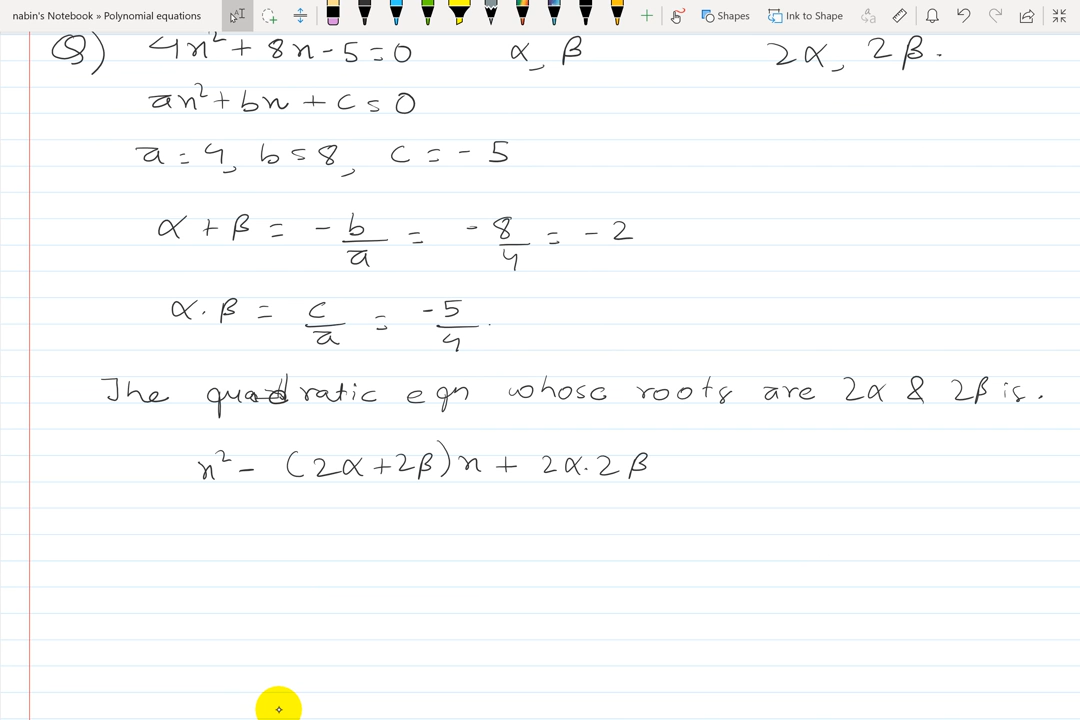 nabin's Notebook » Polynomial equations Shapes Ink to Shape
Q) 4x² + 8x - 5 = 0 α, β 2α, 2β.
ax² + bx + c = 0
a = 4, b = 8, c = - 5
α + β = - b/a = - 8/4 = - 2
α . β = c/a = - 5/4 .
The quadratic eqn whose roots are 2α & 2β is.
x² - (2α + 2β)x + 2α . 2β